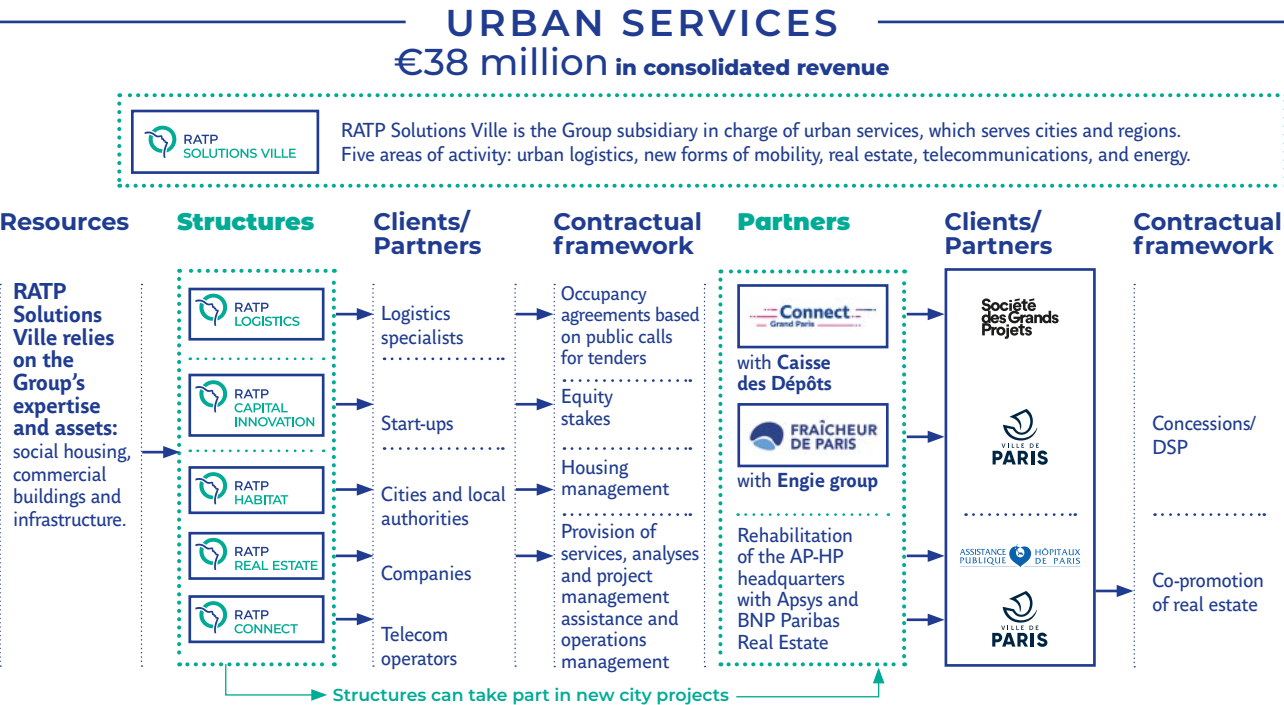 URBAN SERVICES
€38 million in consolidated revenue
RATP
SOLUTIONS VILLE
RATP Solutions Ville is the Group subsidiary in charge of urban services, which serves cities and regions.
Five areas of activity: urban logistics, new forms of mobility, real estate, telecommunications, and energy.
Resources
RATP
Solutions
Ville relies
on the
Group's
expertise
and assets:
social housing,
commercial
buildings and
infrastructure.
Structures
RATP
LOGISTICS
RATP
CAPITAL
INNOVATION
RATP
HABITAT
RATP
REAL ESTATE
RATP
CONNECT
Clients/
Partners
Logistics
specialists
Start-ups
Cities and local
authorities
Companies
Telecom
operators
Contractual
framework
Occupancy
agreements based
on public calls
for tenders
Equity
stakes
Housing
management
Provision of
services, analyses
and project
management
assistance and
operations
management
Partners
Connect
Grand Paris
with Caisse
des Dépôts
FRAÎCHEUR
DE PARIS
with Engie group
Rehabilitation
of the AP-HP
headquarters
with Apsys and
BNP Paribas
Real Estate
Clients/
Partners
Société
des Grands
Projets
VILLE DE
PARIS
ASSISTANCE HÔPITAUX
PUBLIQUE DE PARIS
VILLE DE
PARIS
Contractual
framework
Concessions/
DSP
Co-promotion
of real estate
Structures can take part in new city projects